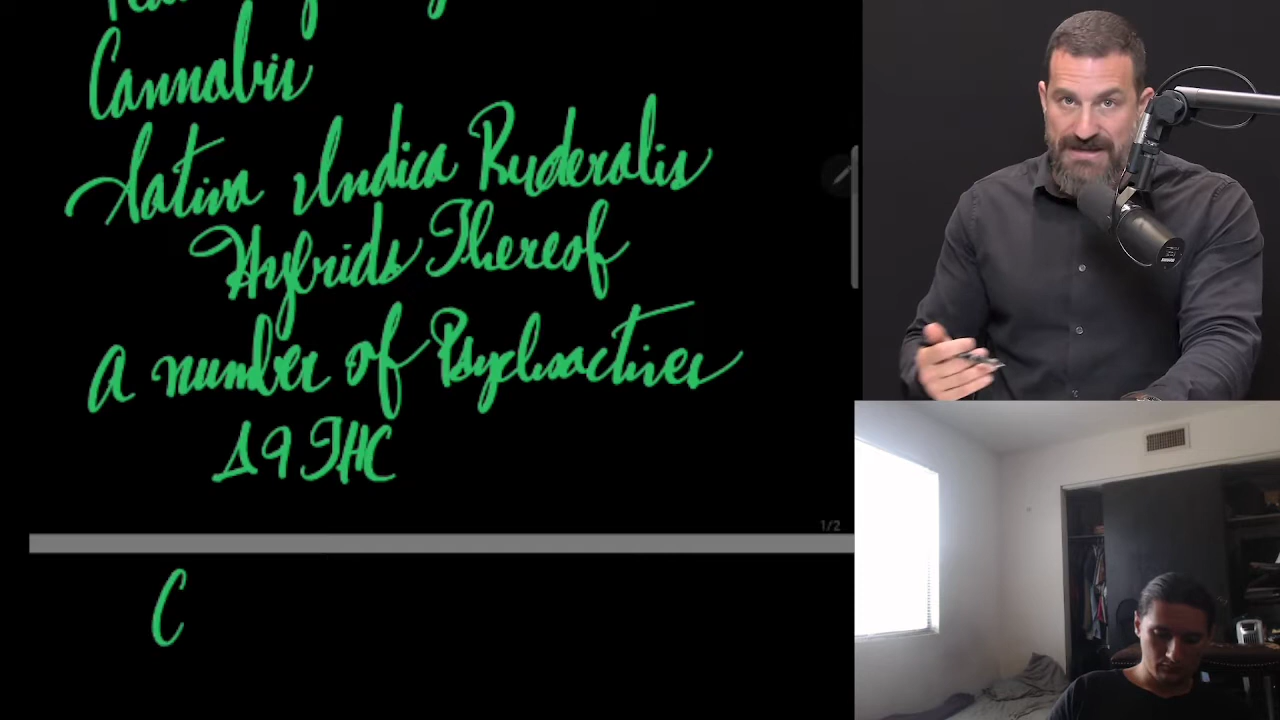 Cannabis
Sativa Indica Ruderalis
Hybrids Thereof
A number of Psychoactives
Δ9 THC
1/2
C